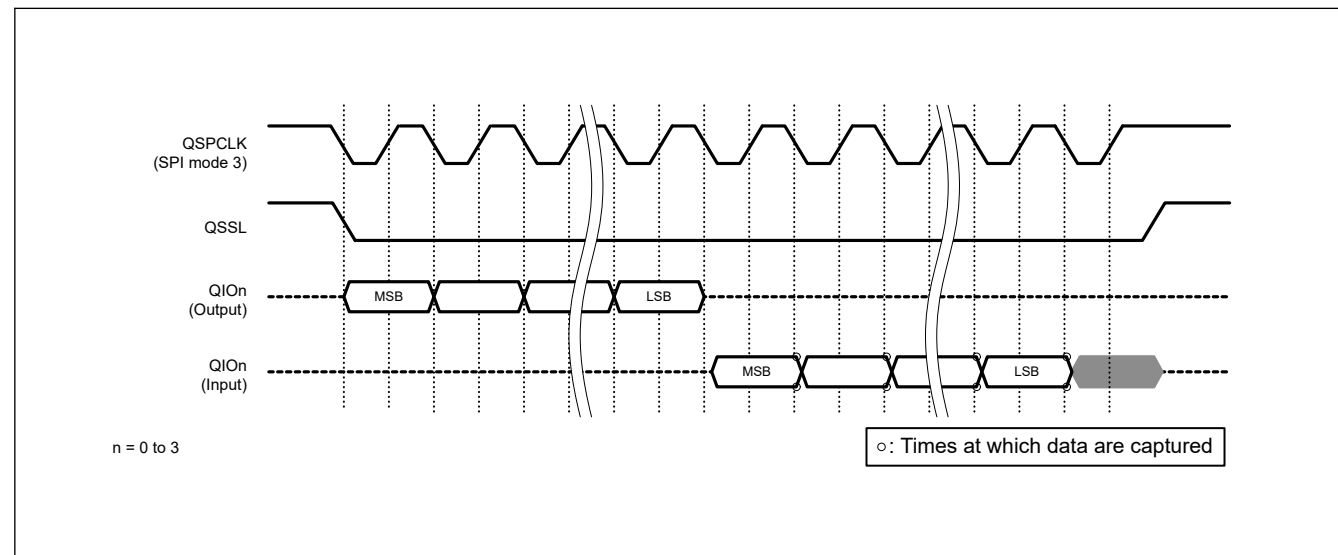 QSPCLK
(SPI mode 3)
QSSL
QIOn
(Output)
MSB
LSB
QIOn
(Input)
MSB
LSB
n = 0 to 3
○: Times at which data are captured